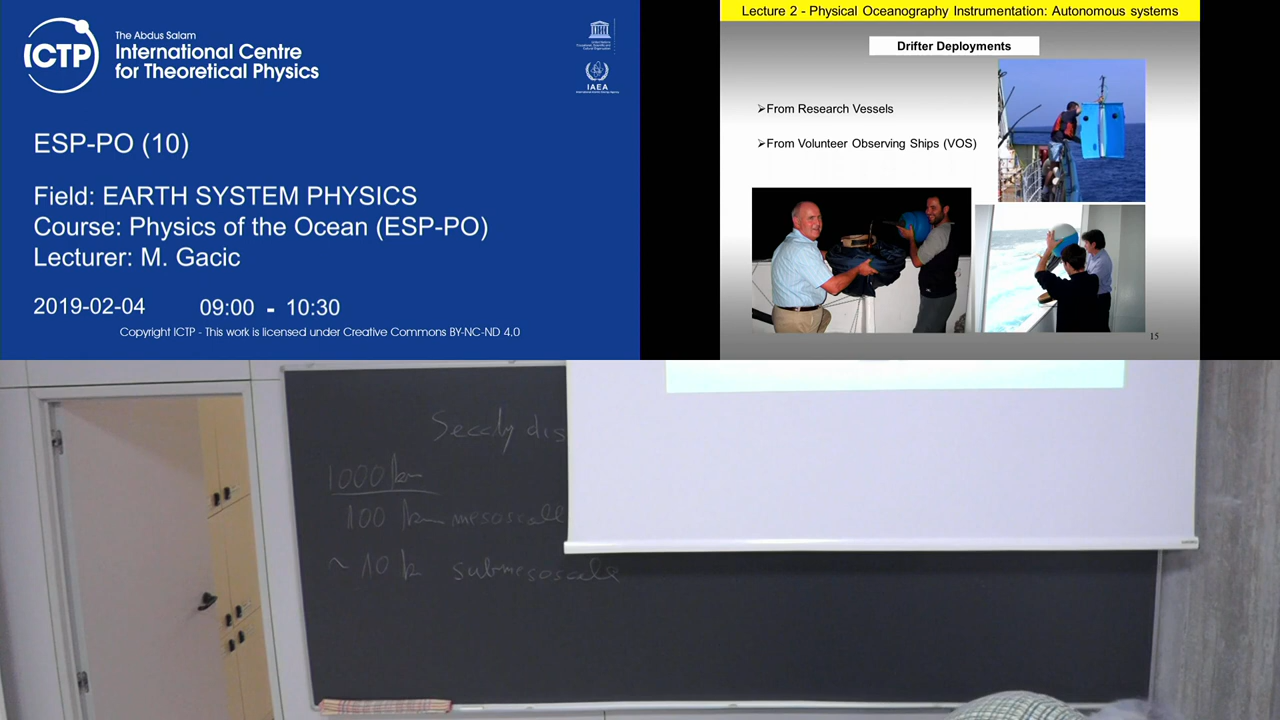 The Abdus Salam
International Centre
for Theoretical Physics
ICTP
IAEA
ESP-PO (10)
Field: EARTH SYSTEM PHYSICS
Course: Physics of the Ocean (ESP-PO)
Lecturer: M. Gacic
2019-02-04 09:00 - 10:30
Copyright ICTP - This work is licensed under Creative Commons BY-NC-ND 4.0
Lecture 2 - Physical Oceanography Instrumentation: Autonomous systems
Drifter Deployments
➢From Research Vessels
➢From Volunteer Observing Ships (VOS)
15
Secchy dis
1000 km
100 km mesoscale
~ 10 k submesoscale